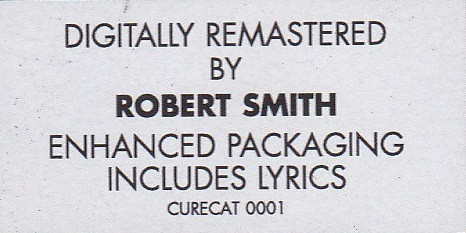 DIGITALLY REMASTERED
BY
ROBERT SMITH
ENHANCED PACKAGING
INCLUDES LYRICS
CURECAT 0001